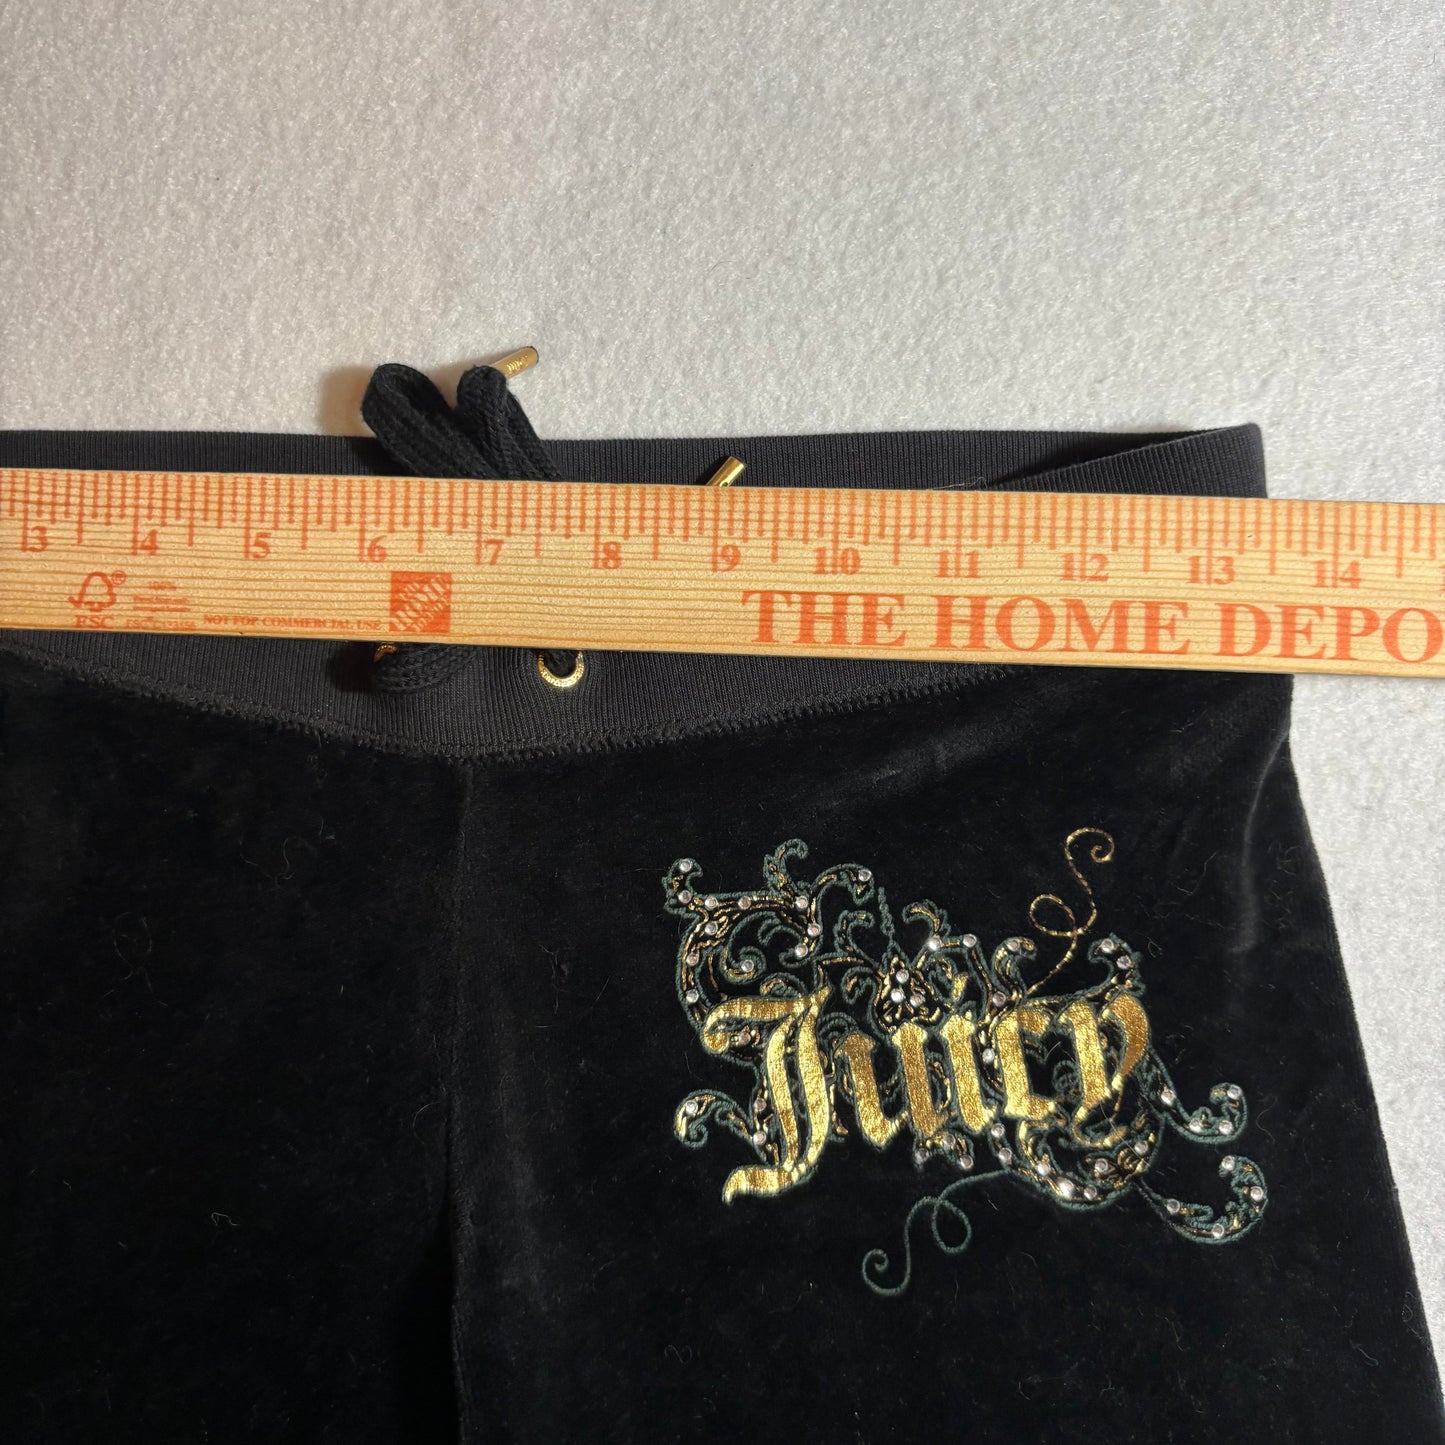 3 4 5 6 7 8 9 10 11 12 13 14
FSC
NOT FOR COMMERCIAL USE
THE HOME DEPO
Juicy